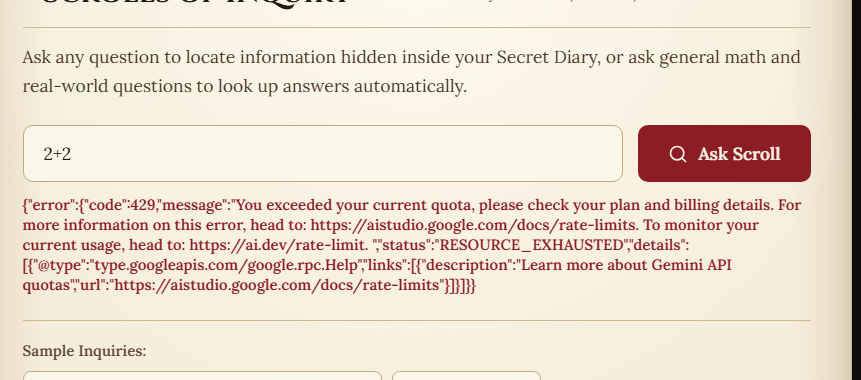 SCROLLS OF INQUIRY
Ask any question to locate information hidden inside your Secret Diary, or ask general math and
real-world questions to look up answers automatically.
2+2
Ask Scroll
{"error":{"code":429,"message":"You exceeded your current quota, please check your plan and billing details. For
more information on this error, head to: https://aistudio.google.com/docs/rate-limits. To monitor your
current usage, head to: https://ai.dev/rate-limit. ","status":"RESOURCE_EXHAUSTED","details":
[{"@type":"type.googleapis.com/google.rpc.Help","links":[{"description":"Learn more about Gemini API
quotas","url":"https://aistudio.google.com/docs/rate-limits"}]}]}}
Sample Inquiries: